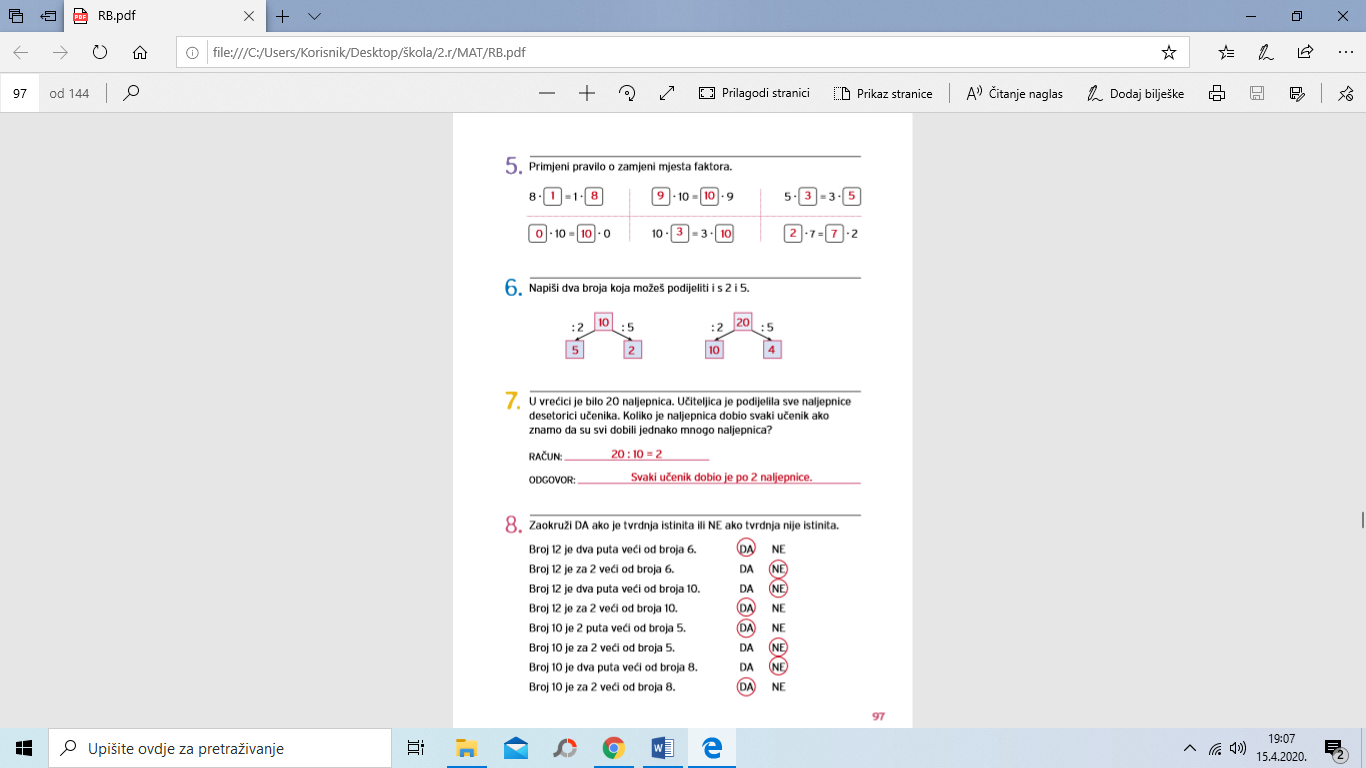 RB.pdf
file:///C:/Users/Korisnik/Desktop/škola/2.r/MAT/RB.pdf
97 od 144 Prilagodi stranici Prikaz stranice Čitanje naglas Dodaj bilješke
5. Primjeni pravilo o zamjeni mjesta faktora.
8 · 1 = 1 · 8 9 · 10 = 10 · 9 5 · 3 = 3 · 5
0 · 10 = 10 · 0 10 · 3 = 3 · 10 2 · 7 = 7 · 2
6. Napiši dva broja koja možeš podijeliti i s 2 i 5.
: 2 10 : 5 : 2 20 : 5
5 2 10 4
7. U vrećici je bilo 20 naljepnica. Učiteljica je podijelila sve naljepnice
desetorici učenika. Koliko je naljepnica dobio svaki učenik ako
znamo da su svi dobili jednako mnogo naljepnica?
RAČUN: 20 : 10 = 2
ODGOVOR: Svaki učenik dobio je po 2 naljepnice.
8. Zaokruži DA ako je tvrdnja istinita ili NE ako tvrdnja nije istinita.
Broj 12 je dva puta veći od broja 6. DA NE
Broj 12 je za 2 veći od broja 6. DA NE
Broj 12 je dva puta veći od broja 10. DA NE
Broj 12 je za 2 veći od broja 10. DA NE
Broj 10 je 2 puta veći od broja 5. DA NE
Broj 10 je za 2 veći od broja 5. DA NE
Broj 10 je dva puta veći od broja 8. DA NE
Broj 10 je za 2 veći od broja 8. DA NE
97
Upišite ovdje za pretraživanje
19:07
15.4.2020.
2